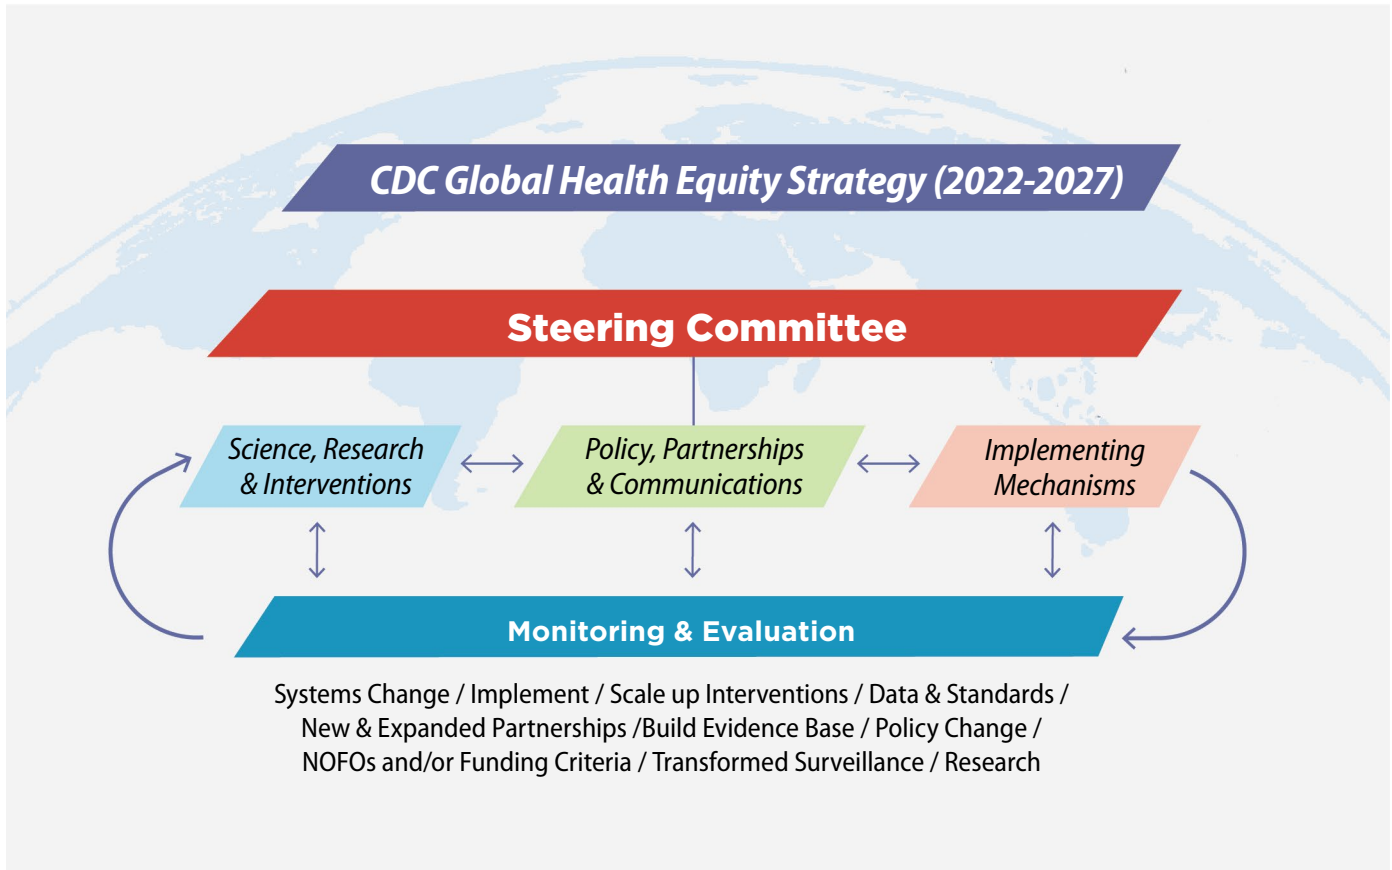 CDC Global Health Equity Strategy (2022-2027)
Steering Committee
Science, Research
& Interventions
Policy, Partnerships
& Communications
Implementing
Mechanisms
Monitoring & Evaluation
Systems Change / Implement / Scale up Interventions / Data & Standards /
New & Expanded Partnerships /Build Evidence Base / Policy Change /
NOFOs and/or Funding Criteria / Transformed Surveillance / Research